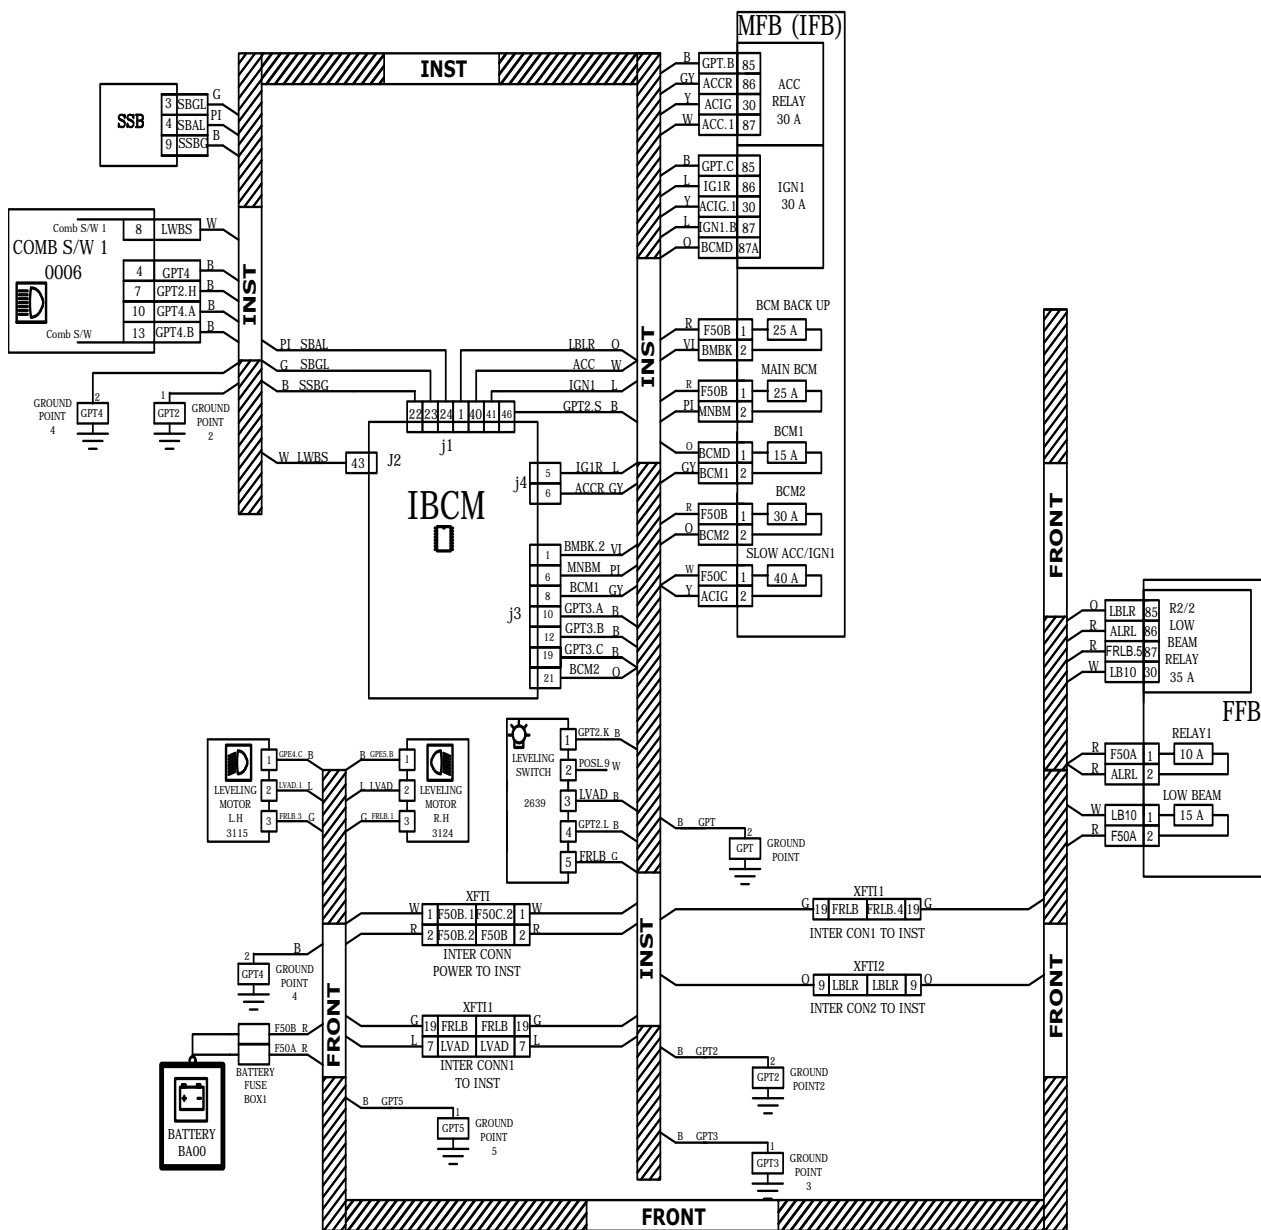 MFB (IFB)
INST
B GPT.B 85
GY ACCR 86
Y ACIG 30
W ACC.1 87
ACC
RELAY
30 A
SSB
3 SBGL G
4 SBAL PI
9 SSBG B
B GPT.C 85
L IG1R 86
Y ACIG.1 30
L IGN1.B 87
O BCMD 87A
IGN1
30 A
Comb S/W 1
8 LWBS W
COMB S/W 1
0006
4 GPT4 B
7 GPT2.H B
10 GPT4.A B
13 GPT4.B B
Comb S/W
INST
INST
BCM BACK UP
R F50B 1 25 A
VI BMBK 2
MAIN BCM
R F50B 1 25 A
PI MNBM 2
BCM1
O BCMD 1 15 A
GY BCM1 2
BCM2
R F50B 1 30 A
O BCM2 2
SLOW ACC/IGN1
W F50C 1 40 A
Y ACIG 2
PI SBAL
G SBGL
B SSBG
LBLR O
ACC W
IGN1 L
GPT2.S B
22 23 24 1 40 41 46
j1
2
GPT4
GROUND
POINT
4
1
GPT2
GROUND
POINT
2
W LWBS 43 J2
IBCM
j4
5 IG1R L
6 ACCR GY
j3
1 BMBK.2 VI
6 MNBM PI
8 BCM1 GY
10 GPT3.A B
12 GPT3.B B
19 GPT3.C B
21 BCM2 O
FRONT
O LBLR 85
R ALRL 86
R FRLB.5 87
W LB10 30
R2/2
LOW
BEAM
RELAY
35 A
FFB
RELAY1
R F50A 1 10 A
R ALRL 2
LOW BEAM
W LB10 1 15 A
R F50A 2
LEVELING
MOTOR
L.H
3115
1 GPE4.C B
2 LVAD.1 L
3 FRLB.3 G
B GPE5.B 1
L LVAD 2
G FRLB.1 3
LEVELING
MOTOR
R.H
3124
LEVELING
SWITCH
2639
1 GPT2.K B
2 POSL.9 W
3 LVAD B
4 GPT2.L B
5 FRLB G
B GPT
2
GPT
GROUND
POINT
XFTI
W 1 F50B.1 F50C.2 1 W
R 2 F50B.2 F50B 2 R
INTER CONN
POWER TO INST
XFTI1
G 19 FRLB FRLB.4 19 G
INTER CON1 TO INST
INST
XFTI2
O 9 LBLR LBLR 9 O
INTER CON2 TO INST
2 B
GPT4
GROUND
POINT
4
FRONT
FRONT
XFTI1
G 19 FRLB FRLB 19 G
L 7 LVAD LVAD 7 L
INTER CONN1
TO INST
F50B R
F50A R
BATTERY
FUSE
BOX1
BATTERY
BA00
B GPT5
1
GPT5
GROUND
POINT
5
B GPT2
2
GPT2
GROUND
POINT2
B GPT3
1
GPT3
GROUND
POINT
3
FRONT